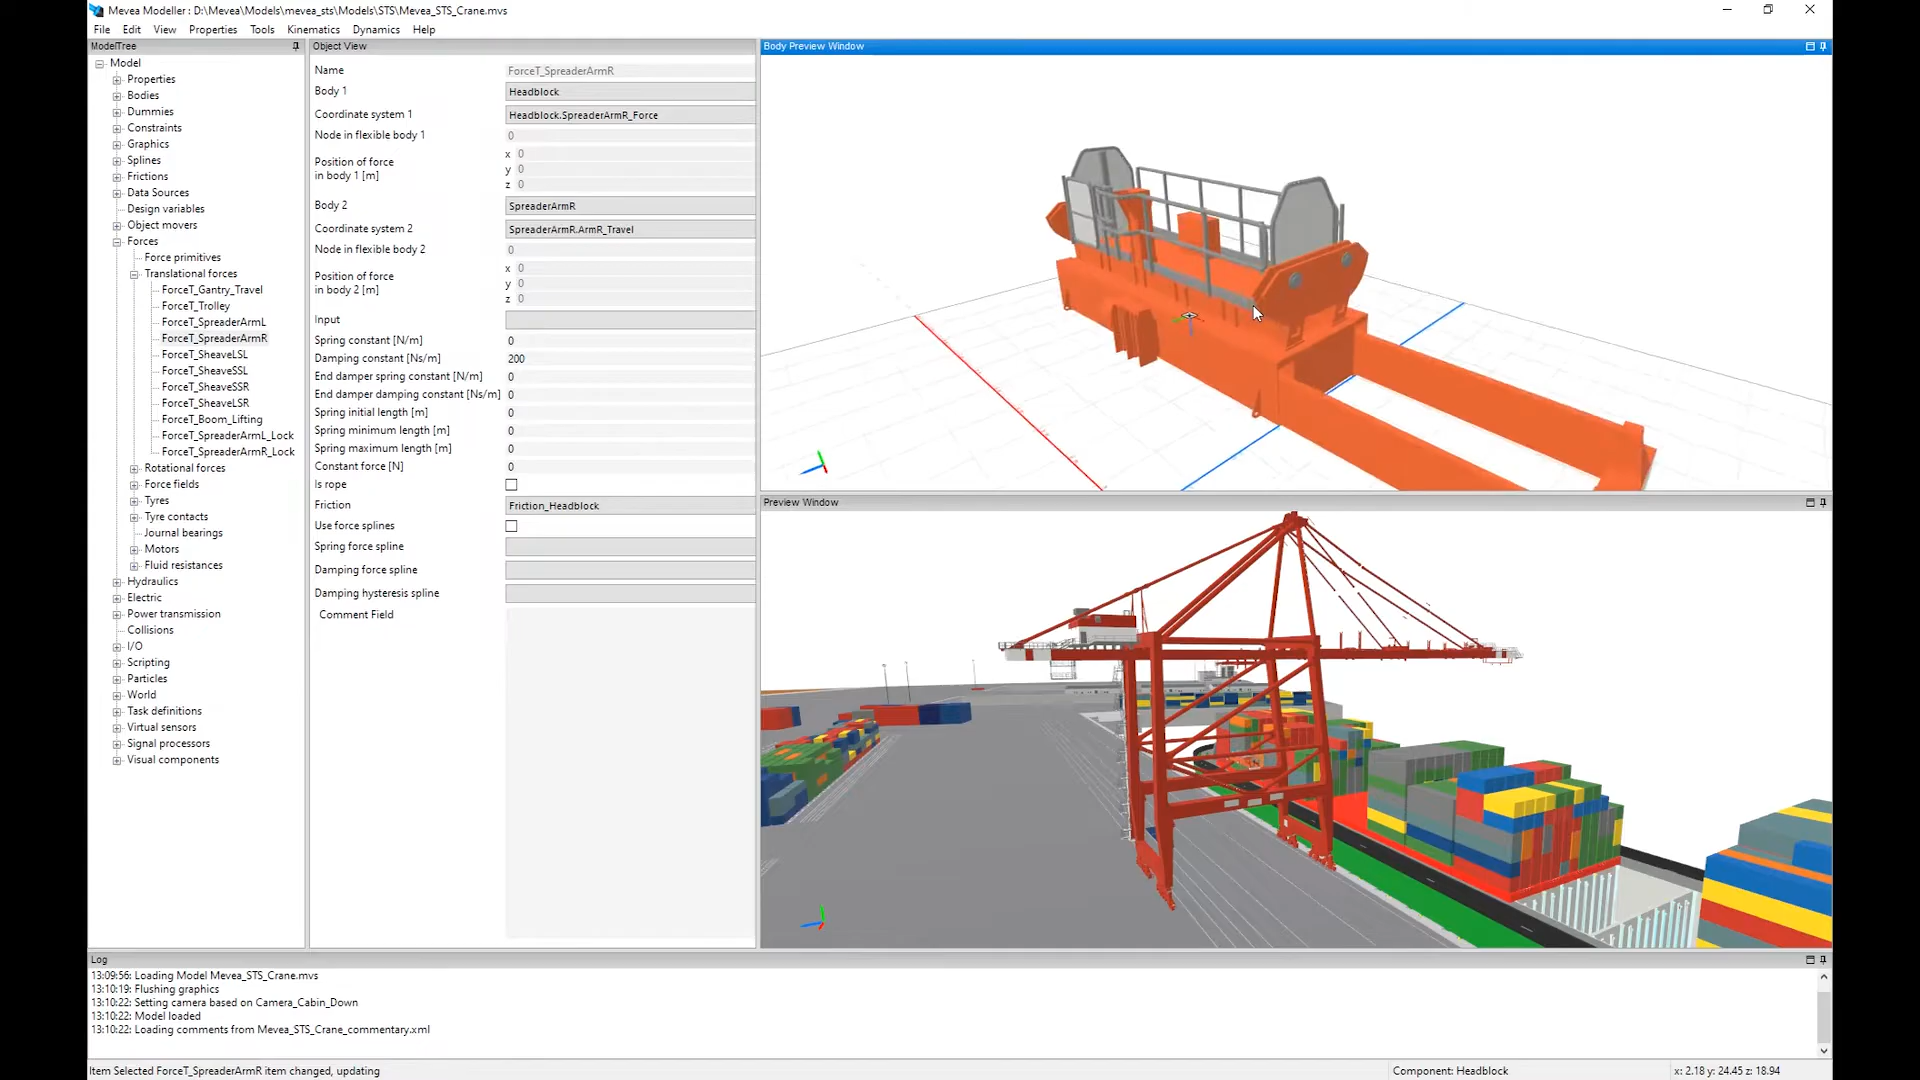 Mevea Modeller : D:\Mevea\Models\mevea_sts\Models\STS\Mevea_STS_Crane.mvs
File Edit View Properties Tools Kinematics Dynamics Help
ModelTree
Model
Properties
Bodies
Dummies
Constraints
Graphics
Splines
Frictions
Data Sources
Design variables
Object movers
Forces
Force primitives
Translational forces
ForceT_Gantry_Travel
ForceT_Trolley
ForceT_SpreaderArmL
ForceT_SpreaderArmR
ForceT_SheaveLSL
ForceT_SheaveSSL
ForceT_SheaveSSR
ForceT_SheaveLSR
ForceT_Boom_Lifting
ForceT_SpreaderArmL_Lock
ForceT_SpreaderArmR_Lock
Rotational forces
Force fields
Tyres
Tyre contacts
Journal bearings
Motors
Fluid resistances
Hydraulics
Electric
Power transmission
Collisions
I/O
Scripting
Particles
World
Task definitions
Virtual sensors
Signal processors
Visual components
Object View
Name ForceT_SpreaderArmR
Body 1 Headblock
Coordinate system 1 Headblock.SpreaderArmR_Force
Node in flexible body 1 0
Position of force
in body 1 [m]
x 0
y 0
z 0
Body 2 SpreaderArmR
Coordinate system 2 SpreaderArmR.ArmR_Travel
Node in flexible body 2 0
Position of force
in body 2 [m]
x 0
y 0
z 0
Input
Spring constant [N/m] 0
Damping constant [Ns/m] 200
End damper spring constant [N/m] 0
End damper damping constant [Ns/m] 0
Spring initial length [m] 0
Spring minimum length [m] 0
Spring maximum length [m] 0
Constant force [N] 0
Is rope
Friction Friction_Headblock
Use force splines
Spring force spline
Damping force spline
Damping hysteresis spline
Comment Field
Body Preview Window
Preview Window
Log
13:09:56: Loading Model Mevea_STS_Crane.mvs
13:10:19: Flushing graphics
13:10:22: Setting camera based on Camera_Cabin_Down
13:10:22: Model loaded
13:10:22: Loading comments from Mevea_STS_Crane_commentary.xml
Item Selected ForceT_SpreaderArmR item changed, updating
Component: Headblock
x: 2.18 y: 24.45 z: 18.94